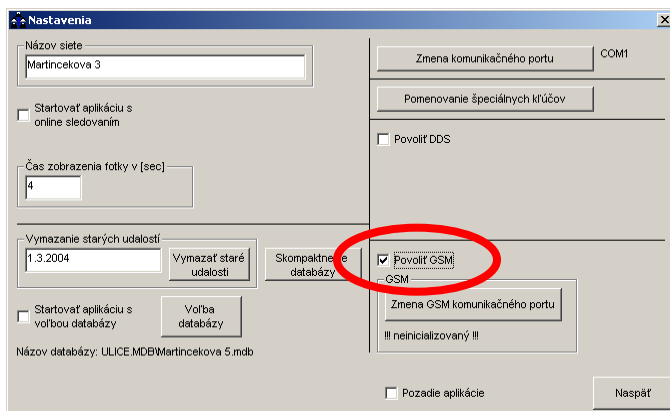 Nastavenia
Názov siete
Martincekova 3
Startovať aplikáciu s
online sledovaním
Čas zobrazenia fotky v [sec]
4
Vymazanie starých udalostí
1.3.2004
Vymazať staré
udalosti
Startovať aplikáciu s
voľbou databázy
Voľba
databázy
Názov databázy: ULICE.MDB\Martincekova 5.mdb
Zmena komunikačného portu
COM1
Pomenovanie špeciálnych kľúčov
Povoliť DDS
databázy
Povoliť GSM
GSM
Zmena GSM komunikačného portu
!!! neinicializovaný !!!
Pozadie aplikácie
Naspäť